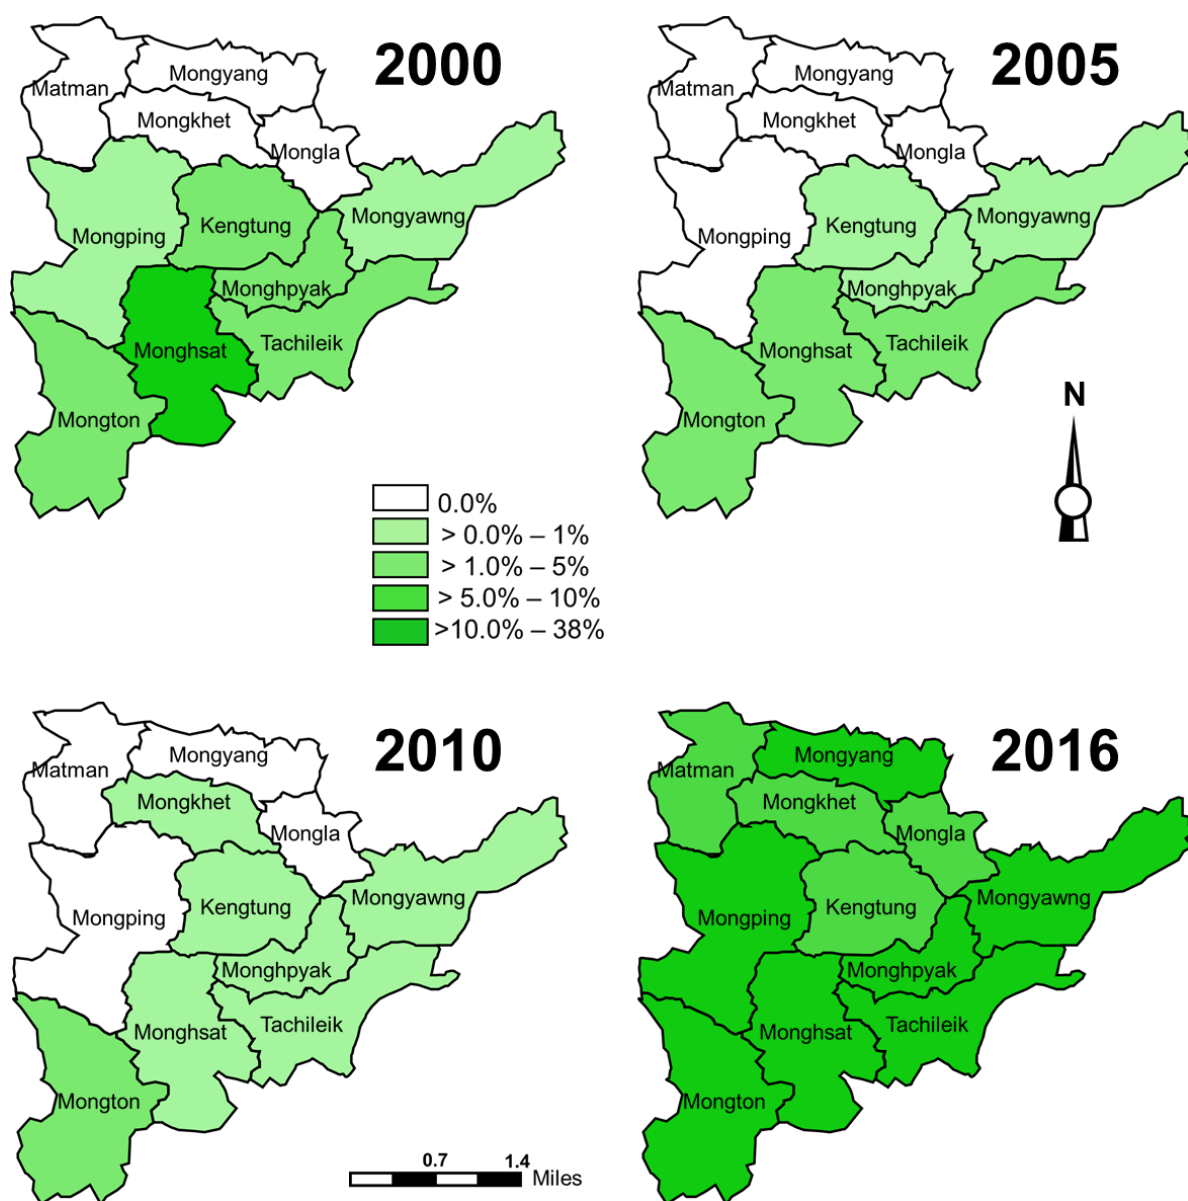 2000
Matman
Mongyang
Mongkhet
Mongla
Mongping
Kengtung
Mongyawng
Monghpyak
Monghsat
Tachileik
Mongton
2005
Matman
Mongyang
Mongkhet
Mongla
Mongping
Kengtung
Mongyawng
Monghpyak
Monghsat
Tachileik
Mongton
N
0.0%
> 0.0% – 1%
> 1.0% – 5%
> 5.0% – 10%
>10.0% – 38%
2010
Matman
Mongyang
Mongkhet
Mongla
Mongping
Kengtung
Mongyawng
Monghpyak
Monghsat
Tachileik
Mongton
0.7 1.4 Miles
2016
Matman
Mongyang
Mongkhet
Mongla
Mongping
Kengtung
Mongyawng
Monghpyak
Monghsat
Tachileik
Mongton